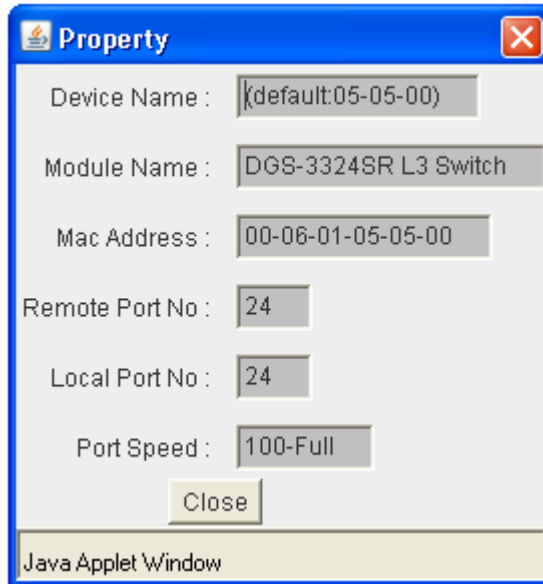 Property
Device Name : (default:05-05-00)
Module Name : DGS-3324SR L3 Switch
Mac Address : 00-06-01-05-05-00
Remote Port No : 24
Local Port No : 24
Port Speed : 100-Full
Close
Java Applet Window